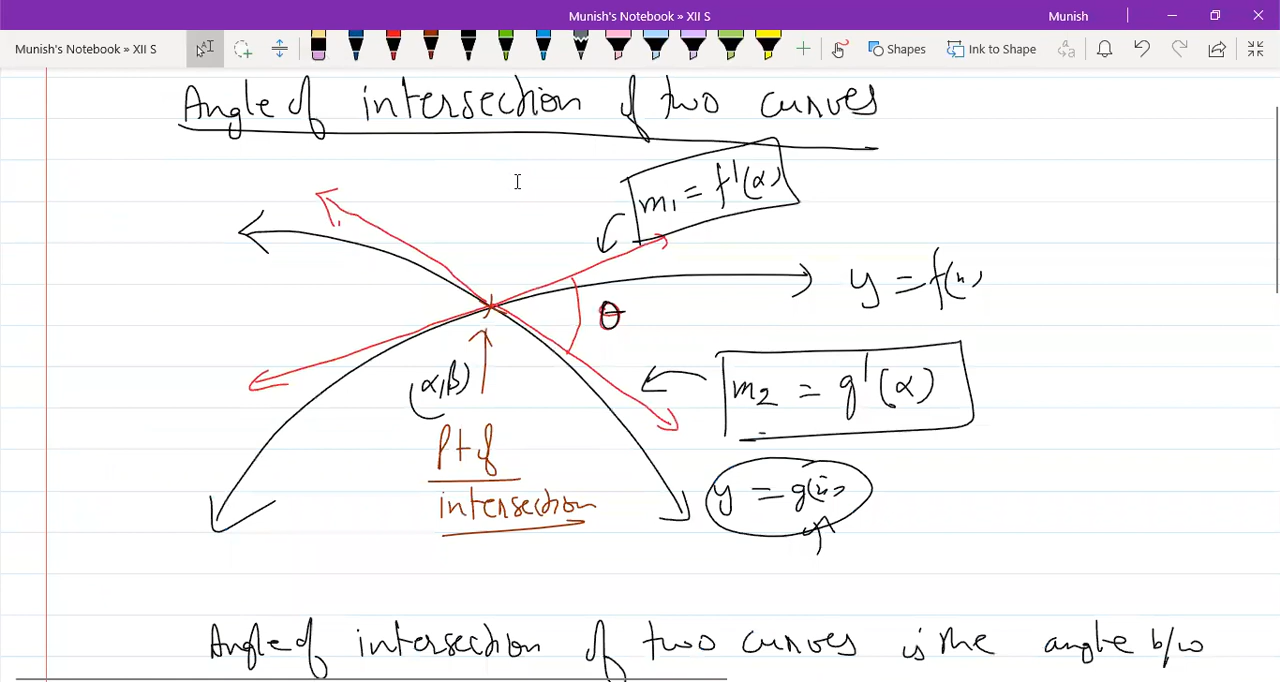 Munish's Notebook » XII S
Munish
Munish's Notebook » XII S
Shapes
Ink to Shape
Angle of intersection of two curves
m1 = f'(α)
y = f(x)
θ
(α,β)
m2 = g'(α)
pt of
y = g(x)
intersection
Angle of intersection of two curves is the angle b/w